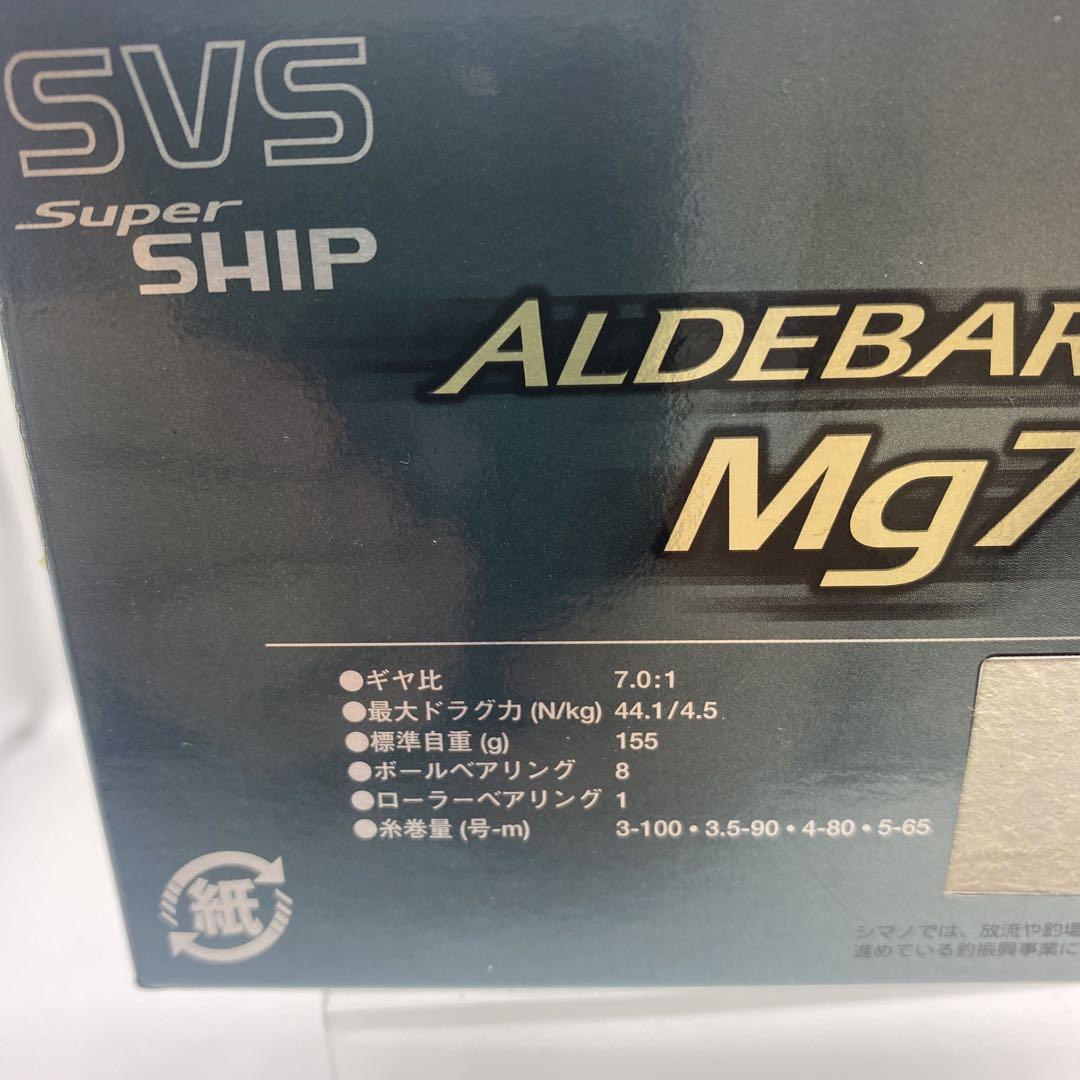 SVS
Super
SHIP
ALDEBAR
Mg7
●ギヤ比 7.0:1
●最大ドラグ力 (N/kg) 44.1/4.5
●標準自重 (g) 155
●ボールベアリング 8
●ローラーベアリング 1
●糸巻量 (号-m) 3-100・3.5-90・4-80・5-65
紙
シマノでは、放流や釣場
進めている釣振興事業に